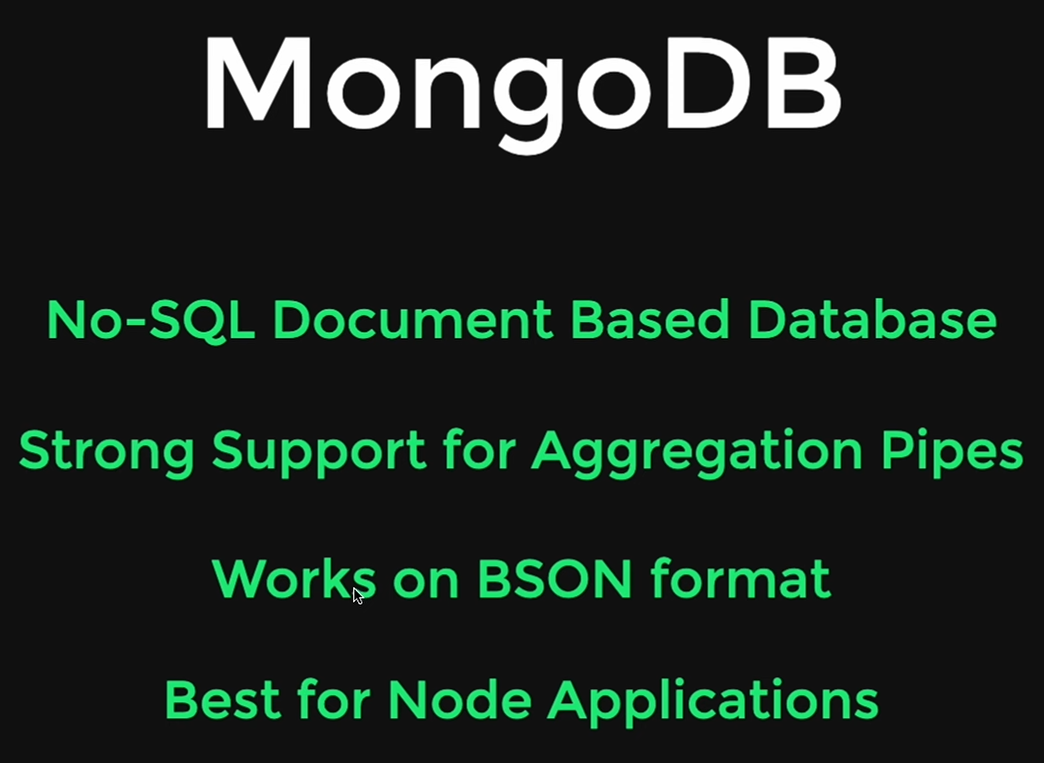 MongoDB
No-SQL Document Based Database
Strong Support for Aggregation Pipes
Works on BSON format
Best for Node Applications